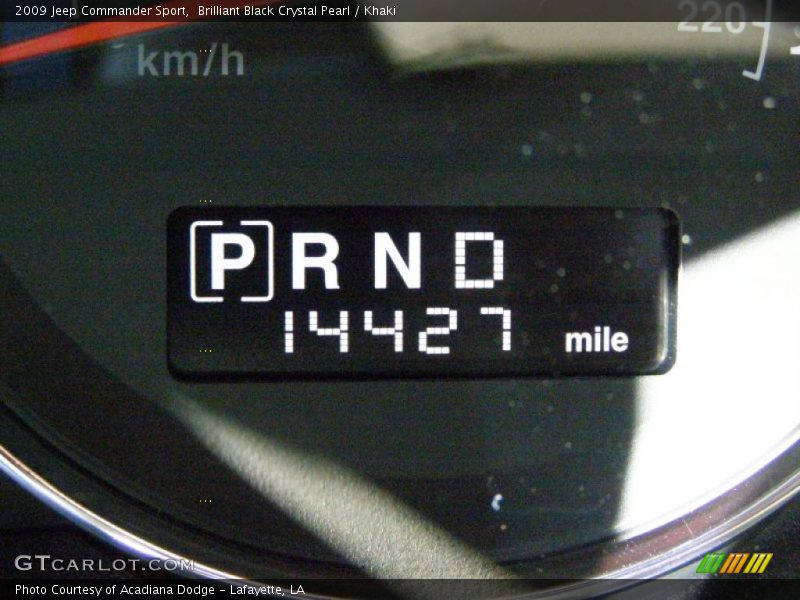 2009 Jeep Commander Sport,  Brilliant Black Crystal Pearl / Khaki
220
km/h
[P] R N D
14427 mile
GTCARLOT.COM
Photo Courtesy of Acadiana Dodge - Lafayette, LA